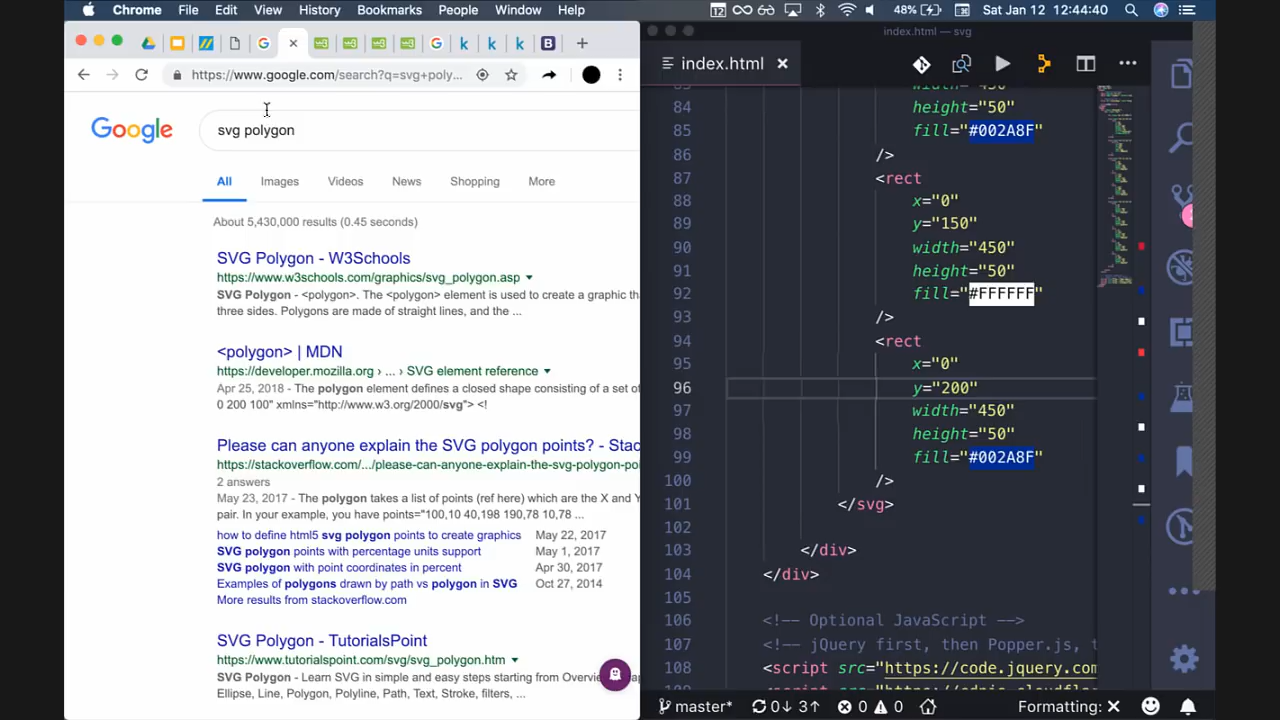 Chrome File Edit View History Bookmarks People Window Help 12 48% Sat Jan 12 12:44:40
index.html — svg
https://www.google.com/search?q=svg+poly...
index.html
Google
svg polygon
All Images Videos News Shopping More
About 5,430,000 results (0.45 seconds)
SVG Polygon - W3Schools
https://www.w3schools.com/graphics/svg_polygon.asp
SVG Polygon - <polygon>. The <polygon> element is used to create a graphic tha
three sides. Polygons are made of straight lines, and the ...
<polygon> | MDN
https://developer.mozilla.org › ... › SVG element reference
Apr 25, 2018 - The polygon element defines a closed shape consisting of a set of
0 200 100" xmlns="http://www.w3.org/2000/svg"> <!
Please can anyone explain the SVG polygon points? - Stac
https://stackoverflow.com/.../please-can-anyone-explain-the-svg-polygon-poi
2 answers
May 23, 2017 - The polygon takes a list of points (ref here) which are the X and Y
pair. In your example, you have points="100,10 40,198 190,78 10,78 ...
how to define html5 svg polygon points to create graphics May 22, 2017
SVG polygon points with percentage units support May 1, 2017
SVG polygon with point coordinates in percent Apr 30, 2017
Examples of polygons drawn by path vs polygon in SVG Oct 27, 2014
More results from stackoverflow.com
SVG Polygon - TutorialsPoint
https://www.tutorialspoint.com/svg/svg_polygon.htm
SVG Polygon - Learn SVG in simple and easy steps starting from Overview,
Ellipse, Line, Polygon, Polyline, Path, Text, Stroke, filters, ...
84 height="50"
85 fill="#002A8F"
86 />
87 <rect
88 x="0"
89 y="150"
90 width="450"
91 height="50"
92 fill="#FFFFFF"
93 />
94 <rect
95 x="0"
96 y="200"
97 width="450"
98 height="50"
99 fill="#002A8F"
100 />
101 </svg>
102
103 </div>
104 </div>
105
106 <!-- Optional JavaScript -->
107 <!-- jQuery first, then Popper.js, t
108 <script src="https://code.jquery.com
master* 0↓ 3↑ 0 0 Formatting: ✕